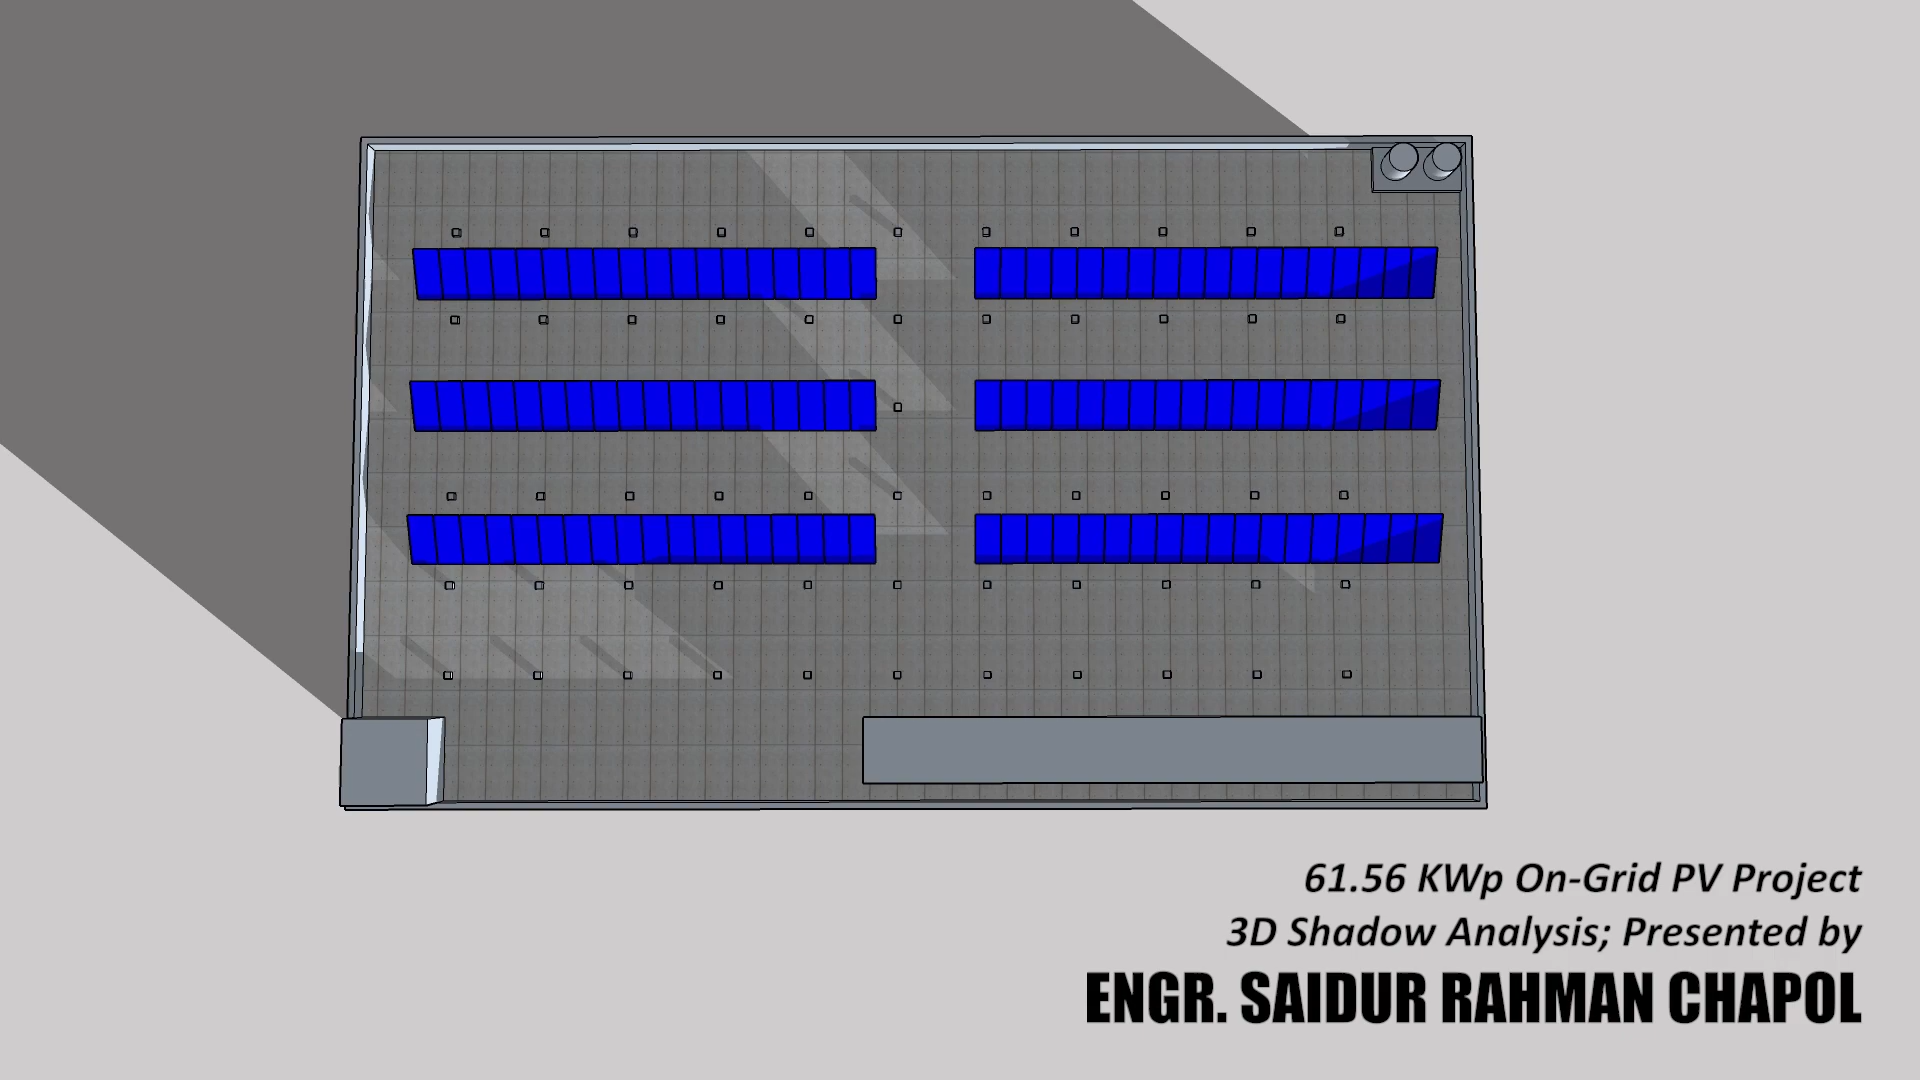 61.56 KWp On-Grid PV Project
3D Shadow Analysis; Presented by
ENGR. SAIDUR RAHMAN CHAPOL